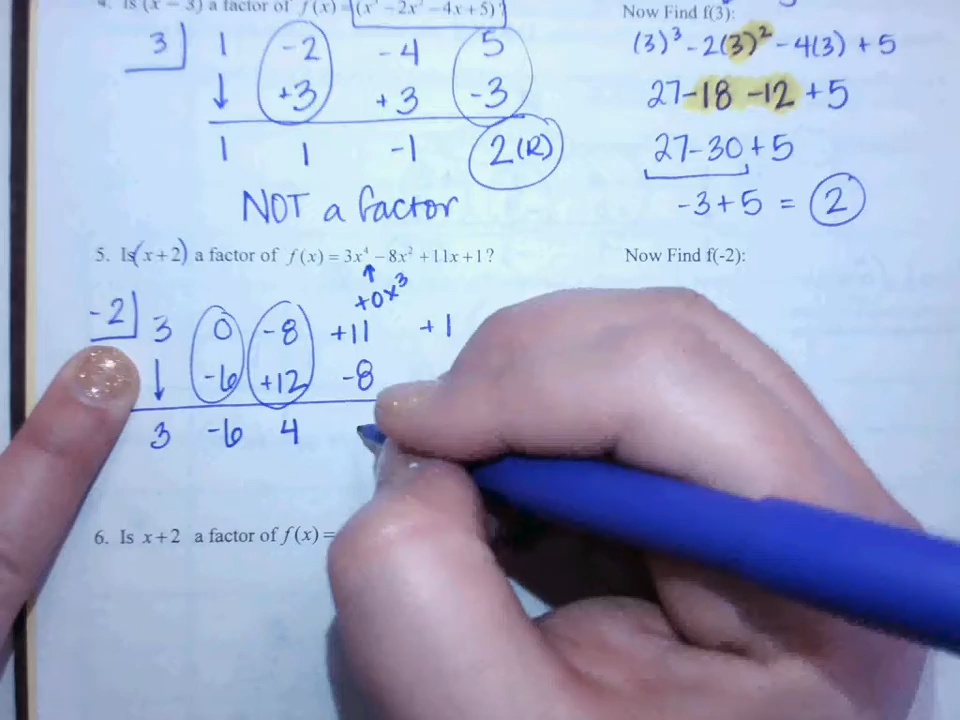 4. Is (x − 3) a factor of f(x) = (x³ − 2x² − 4x + 5)?
Now Find f(3):
3 1 -2 -4 5
↓ +3 +3 -3
1 1 -1 2 (R)
NOT a factor
(3)³ - 2(3)² - 4(3) + 5
27 - 18 - 12 + 5
27 - 30 + 5
-3 + 5 = 2
5. Is (x+2) a factor of f(x) = 3x⁴ − 8x² + 11x + 1?
Now Find f(-2):
↑
+0x³
-2 3 0 -8 +11 +1
↓ -6 +12 -8
3 -6 4
6. Is x+2 a factor of f(x) =